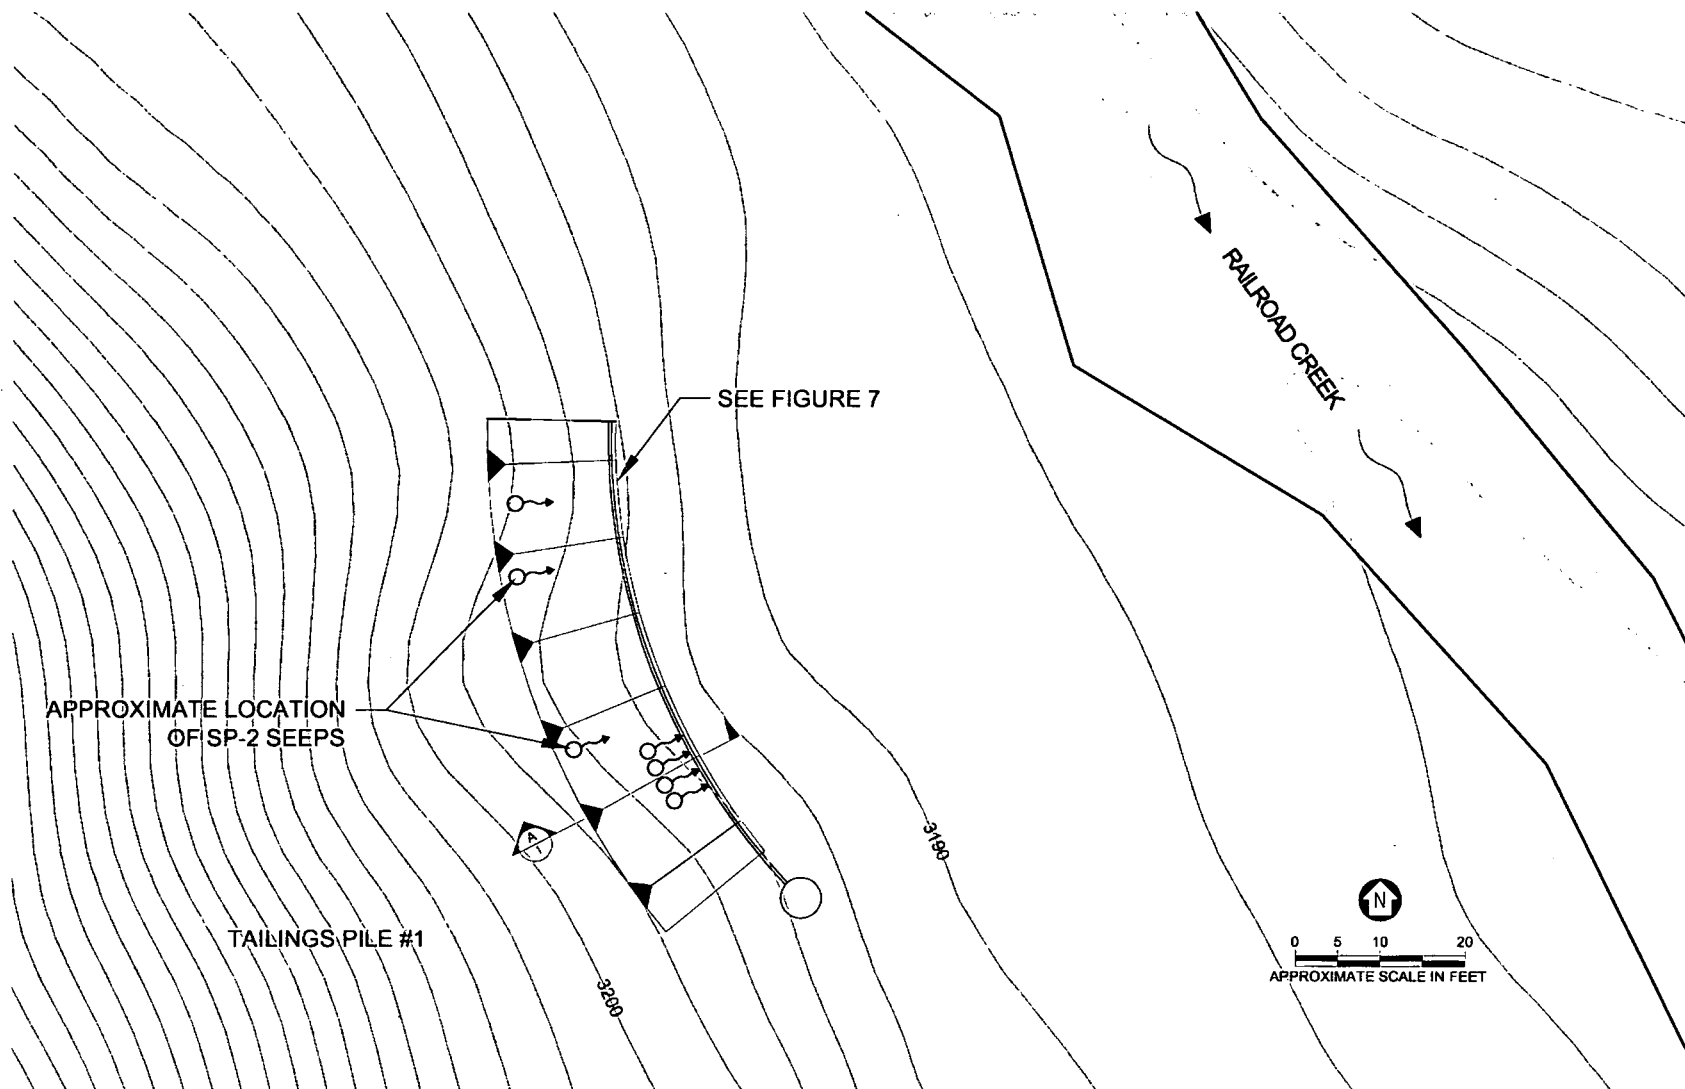 RAILROAD CREEK
SEE FIGURE 7
APPROXIMATE LOCATION
OF SP-2 SEEPS
A
3190
N
0 5 10 20
APPROXIMATE SCALE IN FEET
TAILINGS PILE #1
3200